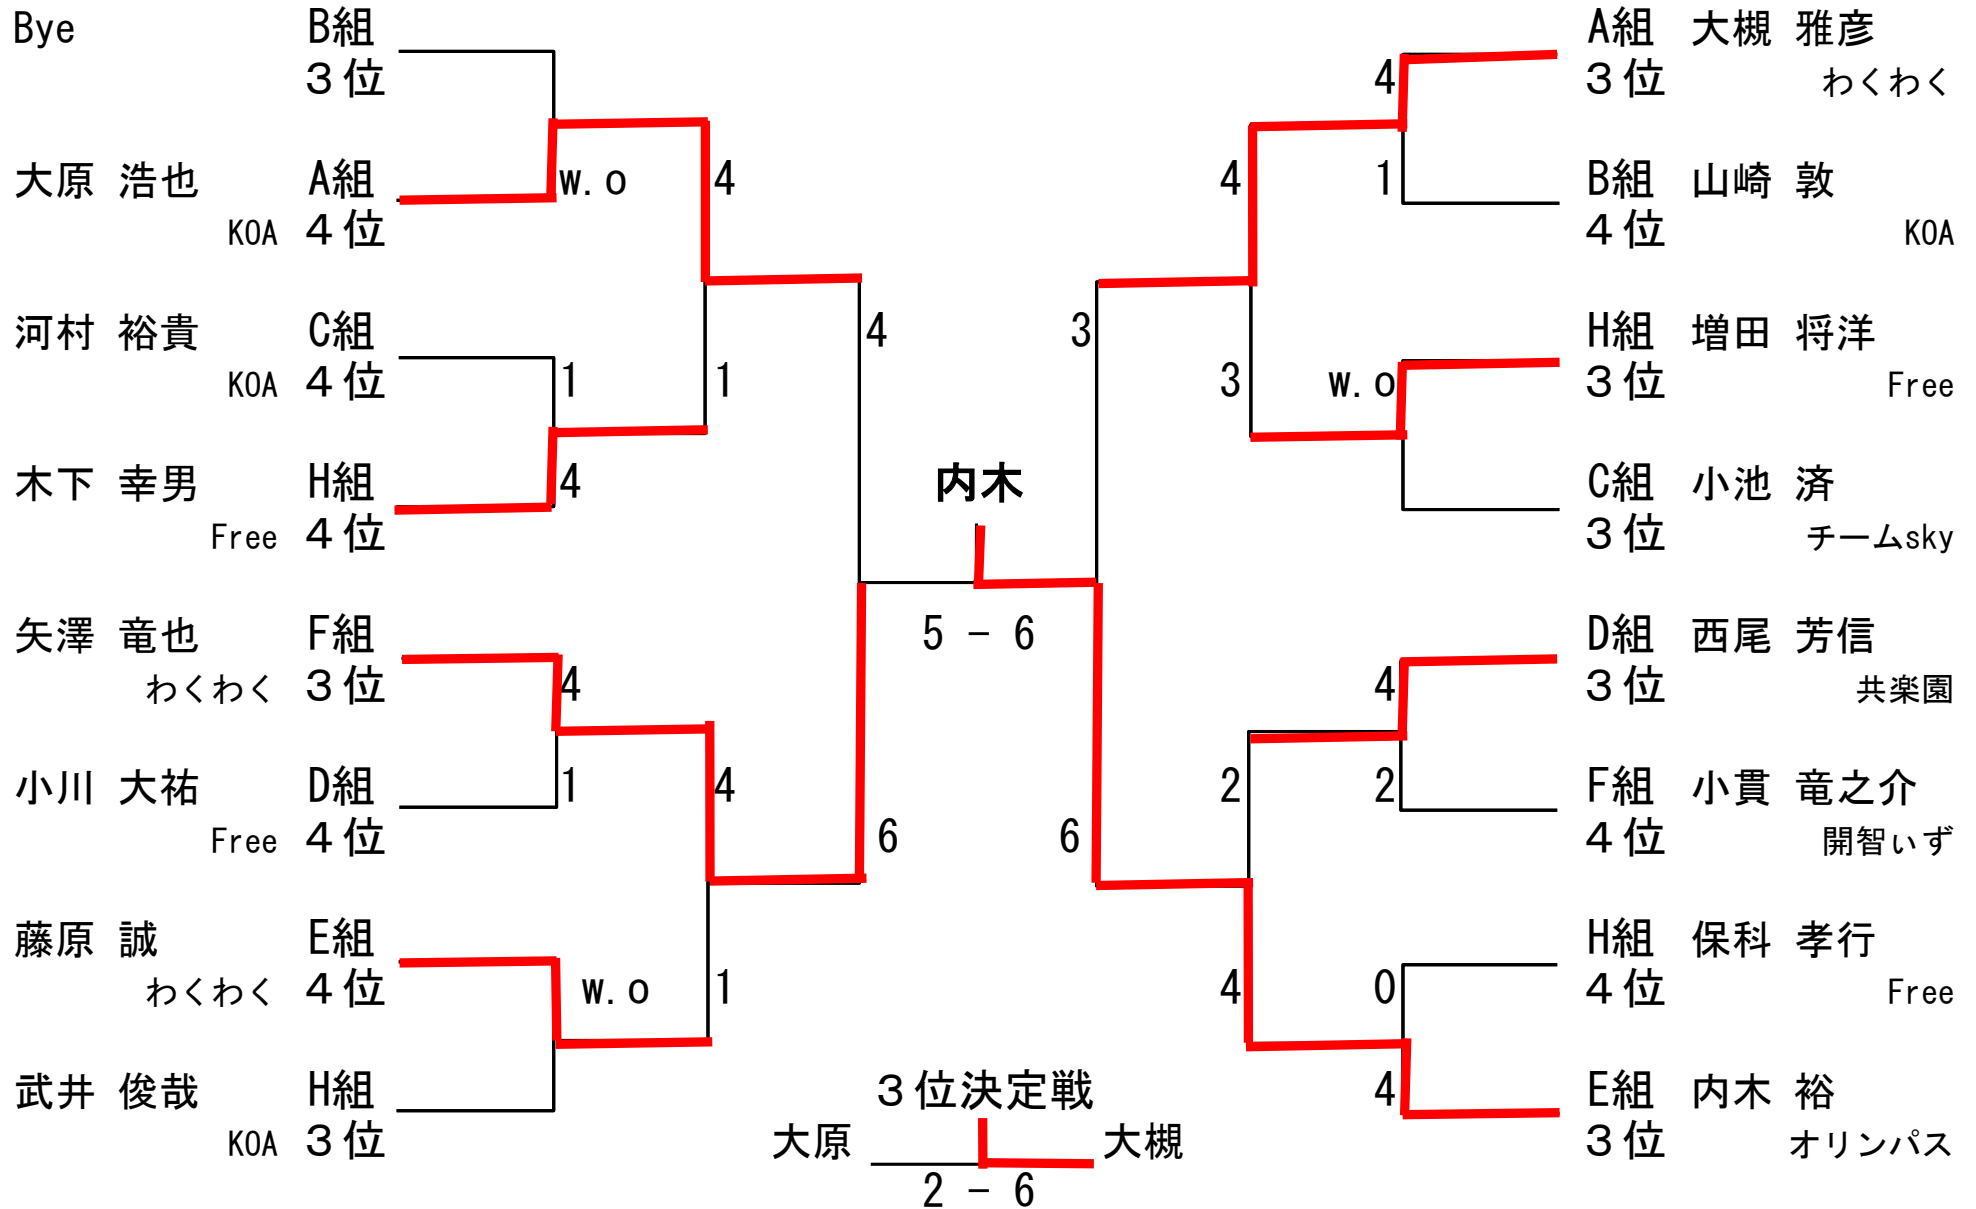 Bye B組
3位
大原 浩也 A組 w.o 4
KOA 4位
河村 裕貴 C組
KOA 4位 1 1
4
木下 幸男 H組 4
Free 4位
矢澤 竜也 F組
わくわく 3位 4
小川 大祐 D組 1 4
Free 4位
6
藤原 誠 E組
わくわく 4位 w.o 1
武井 俊哉 H組
KOA 3位
内木
5 - 6
3位決定戦
大原 大槻
2 - 6
A組 大槻 雅彦
4 3位 わくわく
4 1 B組 山崎 敦
4位 KOA
3 H組 増田 将洋
3 w.o 3位 Free
C組 小池 済
3位 チームsky
D組 西尾 芳信
4 3位 共楽園
2 2 F組 小貫 竜之介
6 4位 開智いず
H組 保科 孝行
4 0 4位 Free
4 E組 内木 裕
3位 オリンパス